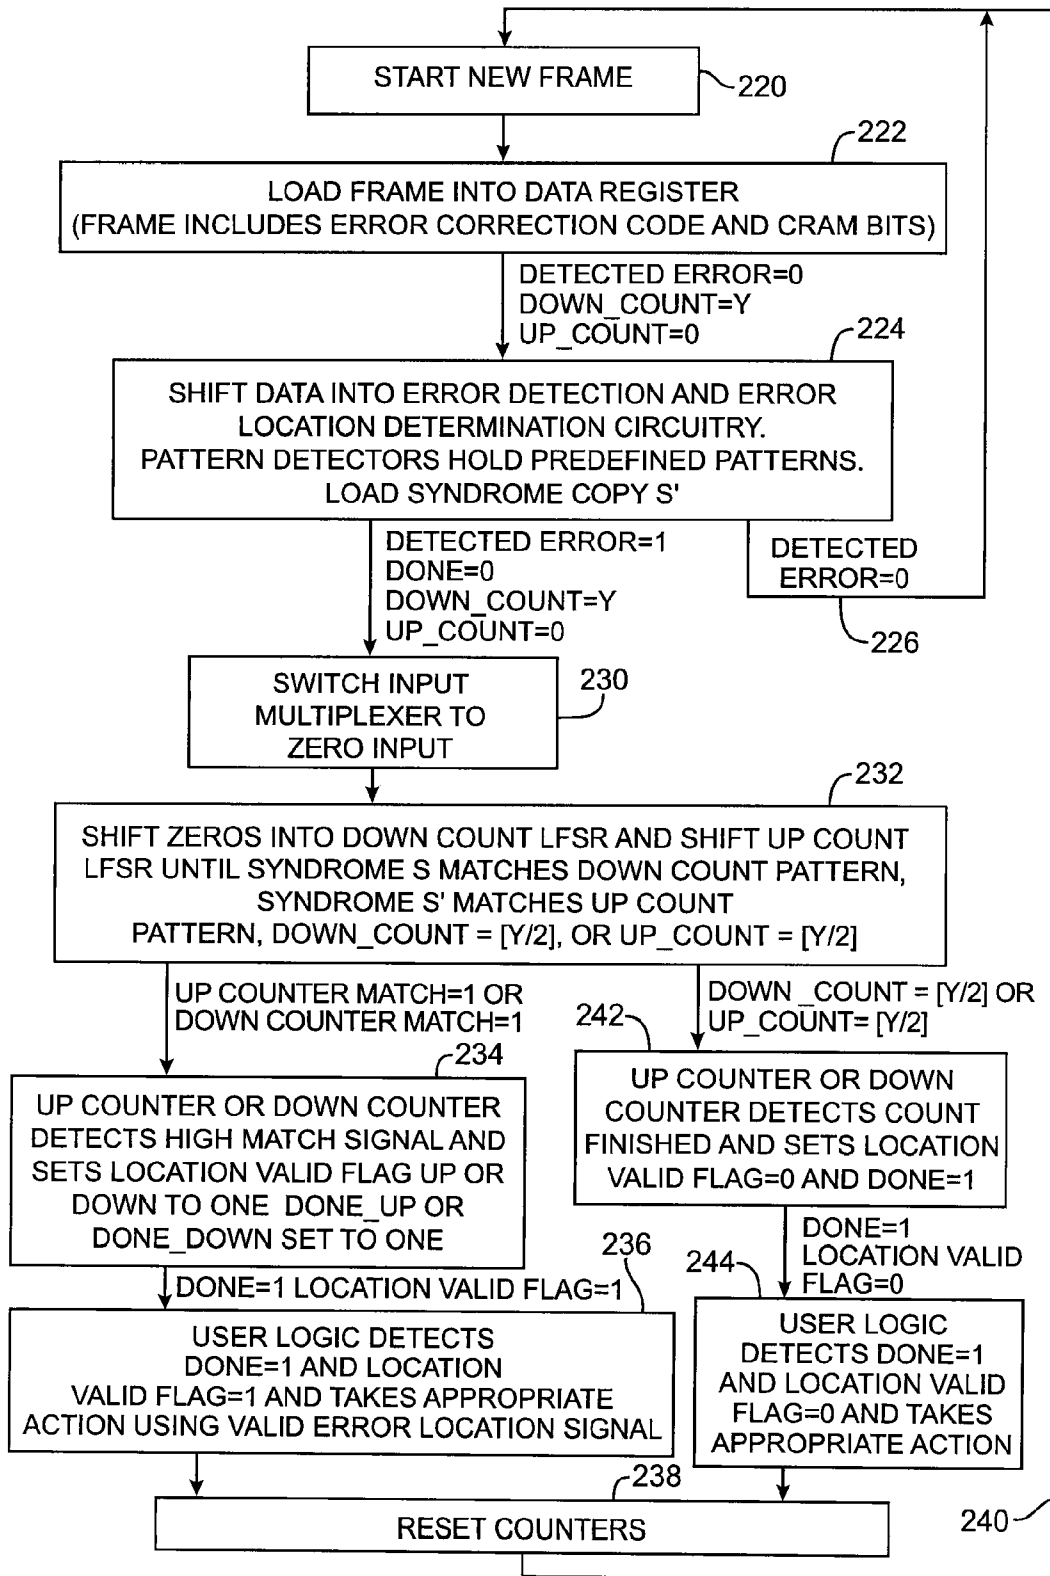 START NEW FRAME
220
222
LOAD FRAME INTO DATA REGISTER
(FRAME INCLUDES ERROR CORRECTION CODE AND CRAM BITS)
DETECTED ERROR=0
DOWN_COUNT=Y
UP_COUNT=0
224
SHIFT DATA INTO ERROR DETECTION AND ERROR
LOCATION DETERMINATION CIRCUITRY.
PATTERN DETECTORS HOLD PREDEFINED PATTERNS.
LOAD SYNDROME COPY S'
DETECTED ERROR=1
DONE=0
DOWN_COUNT=Y
UP_COUNT=0
DETECTED
ERROR=0
226
SWITCH INPUT
MULTIPLEXER TO
ZERO INPUT
230
232
SHIFT ZEROS INTO DOWN COUNT LFSR AND SHIFT UP COUNT
LFSR UNTIL SYNDROME S MATCHES DOWN COUNT PATTERN,
SYNDROME S' MATCHES UP COUNT
PATTERN, DOWN_COUNT = [Y/2], OR UP_COUNT = [Y/2]
UP COUNTER MATCH=1 OR
DOWN COUNTER MATCH=1
DOWN _COUNT = [Y/2] OR
UP_COUNT= [Y/2]
234
UP COUNTER OR DOWN COUNTER
DETECTS HIGH MATCH SIGNAL AND
SETS LOCATION VALID FLAG UP OR
DOWN TO ONE DONE_UP OR
DONE_DOWN SET TO ONE
242
UP COUNTER OR DOWN
COUNTER DETECTS COUNT
FINISHED AND SETS LOCATION
VALID FLAG=0 AND DONE=1
DONE=1 LOCATION VALID FLAG=1
236
DONE=1
LOCATION VALID
FLAG=0
244
USER LOGIC DETECTS
DONE=1 AND LOCATION
VALID FLAG=1 AND TAKES APPROPRIATE
ACTION USING VALID ERROR LOCATION SIGNAL
USER LOGIC
DETECTS DONE=1
AND LOCATION VALID
FLAG=0 AND TAKES
APPROPRIATE ACTION
238
RESET COUNTERS
240